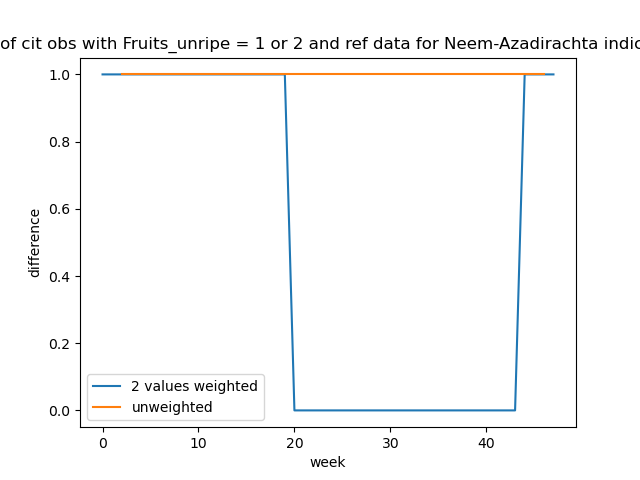 of cit obs with Fruits_unripe = 1 or 2 and ref data for Neem-Azadirachta indic
1.0
0.8
0.6
0.4
0.2
0.0
difference
2 values weighted
unweighted
0 10 20 30 40
week